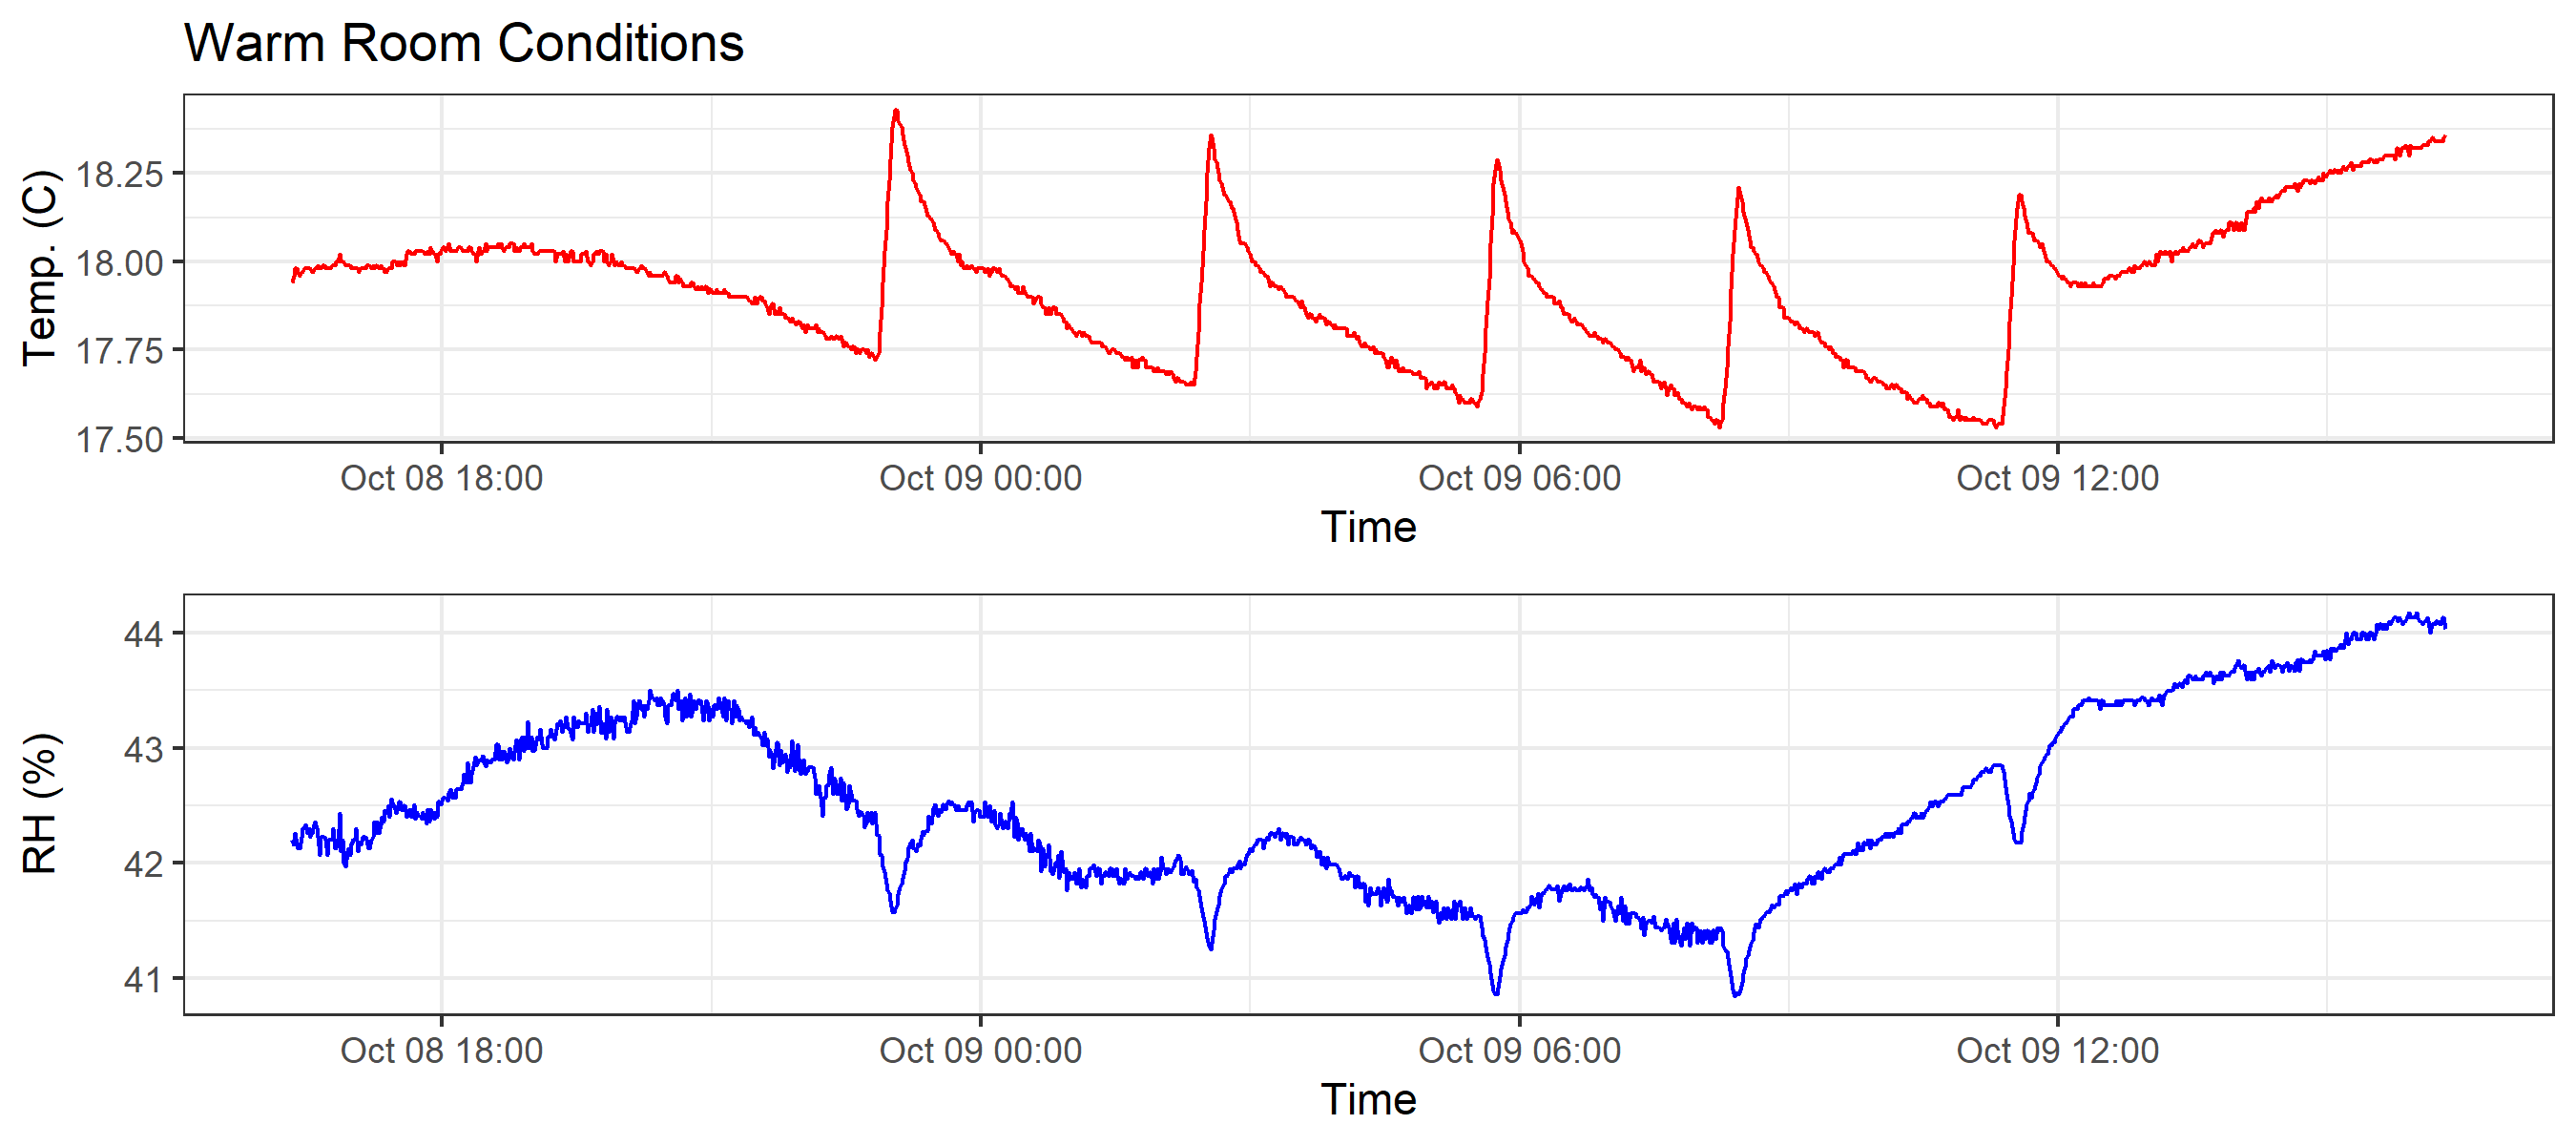 Warm Room Conditions
Temp. (C)
18.25
18.00
17.75
17.50
Oct 08 18:00 Oct 09 00:00 Oct 09 06:00 Oct 09 12:00
Time
RH (%)
44
43
42
41
Oct 08 18:00 Oct 09 00:00 Oct 09 06:00 Oct 09 12:00
Time